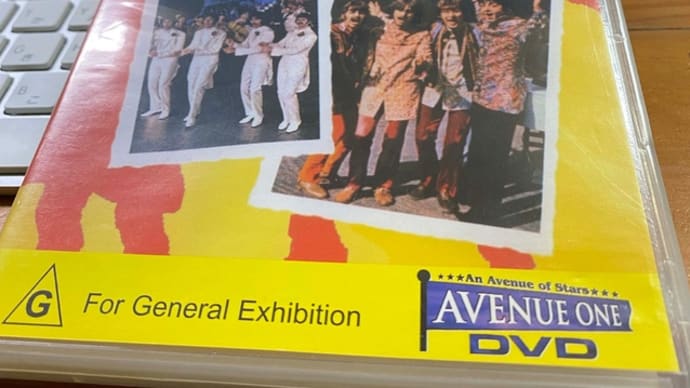 G For General Exhibition
★★★An Avenue of Stars★★★
AVENUE ONE
DVD